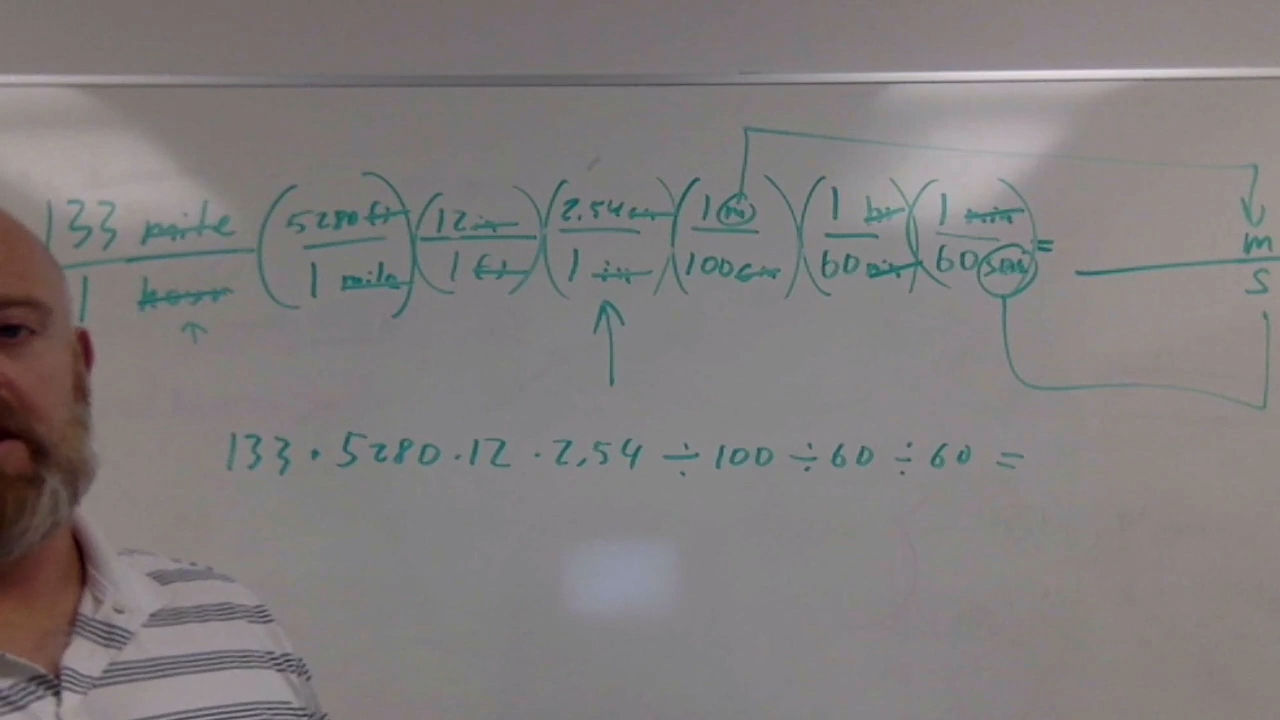 133 mile (5280 ft) (12 in) (2.54 cm) (1 m) (1 hr) (1 min) = m
1 hour 1 mile 1 ft 1 in 100 cm 60 min 60 s
133 · 5280 · 12 · 2.54 ÷ 100 ÷ 60 ÷ 60 =